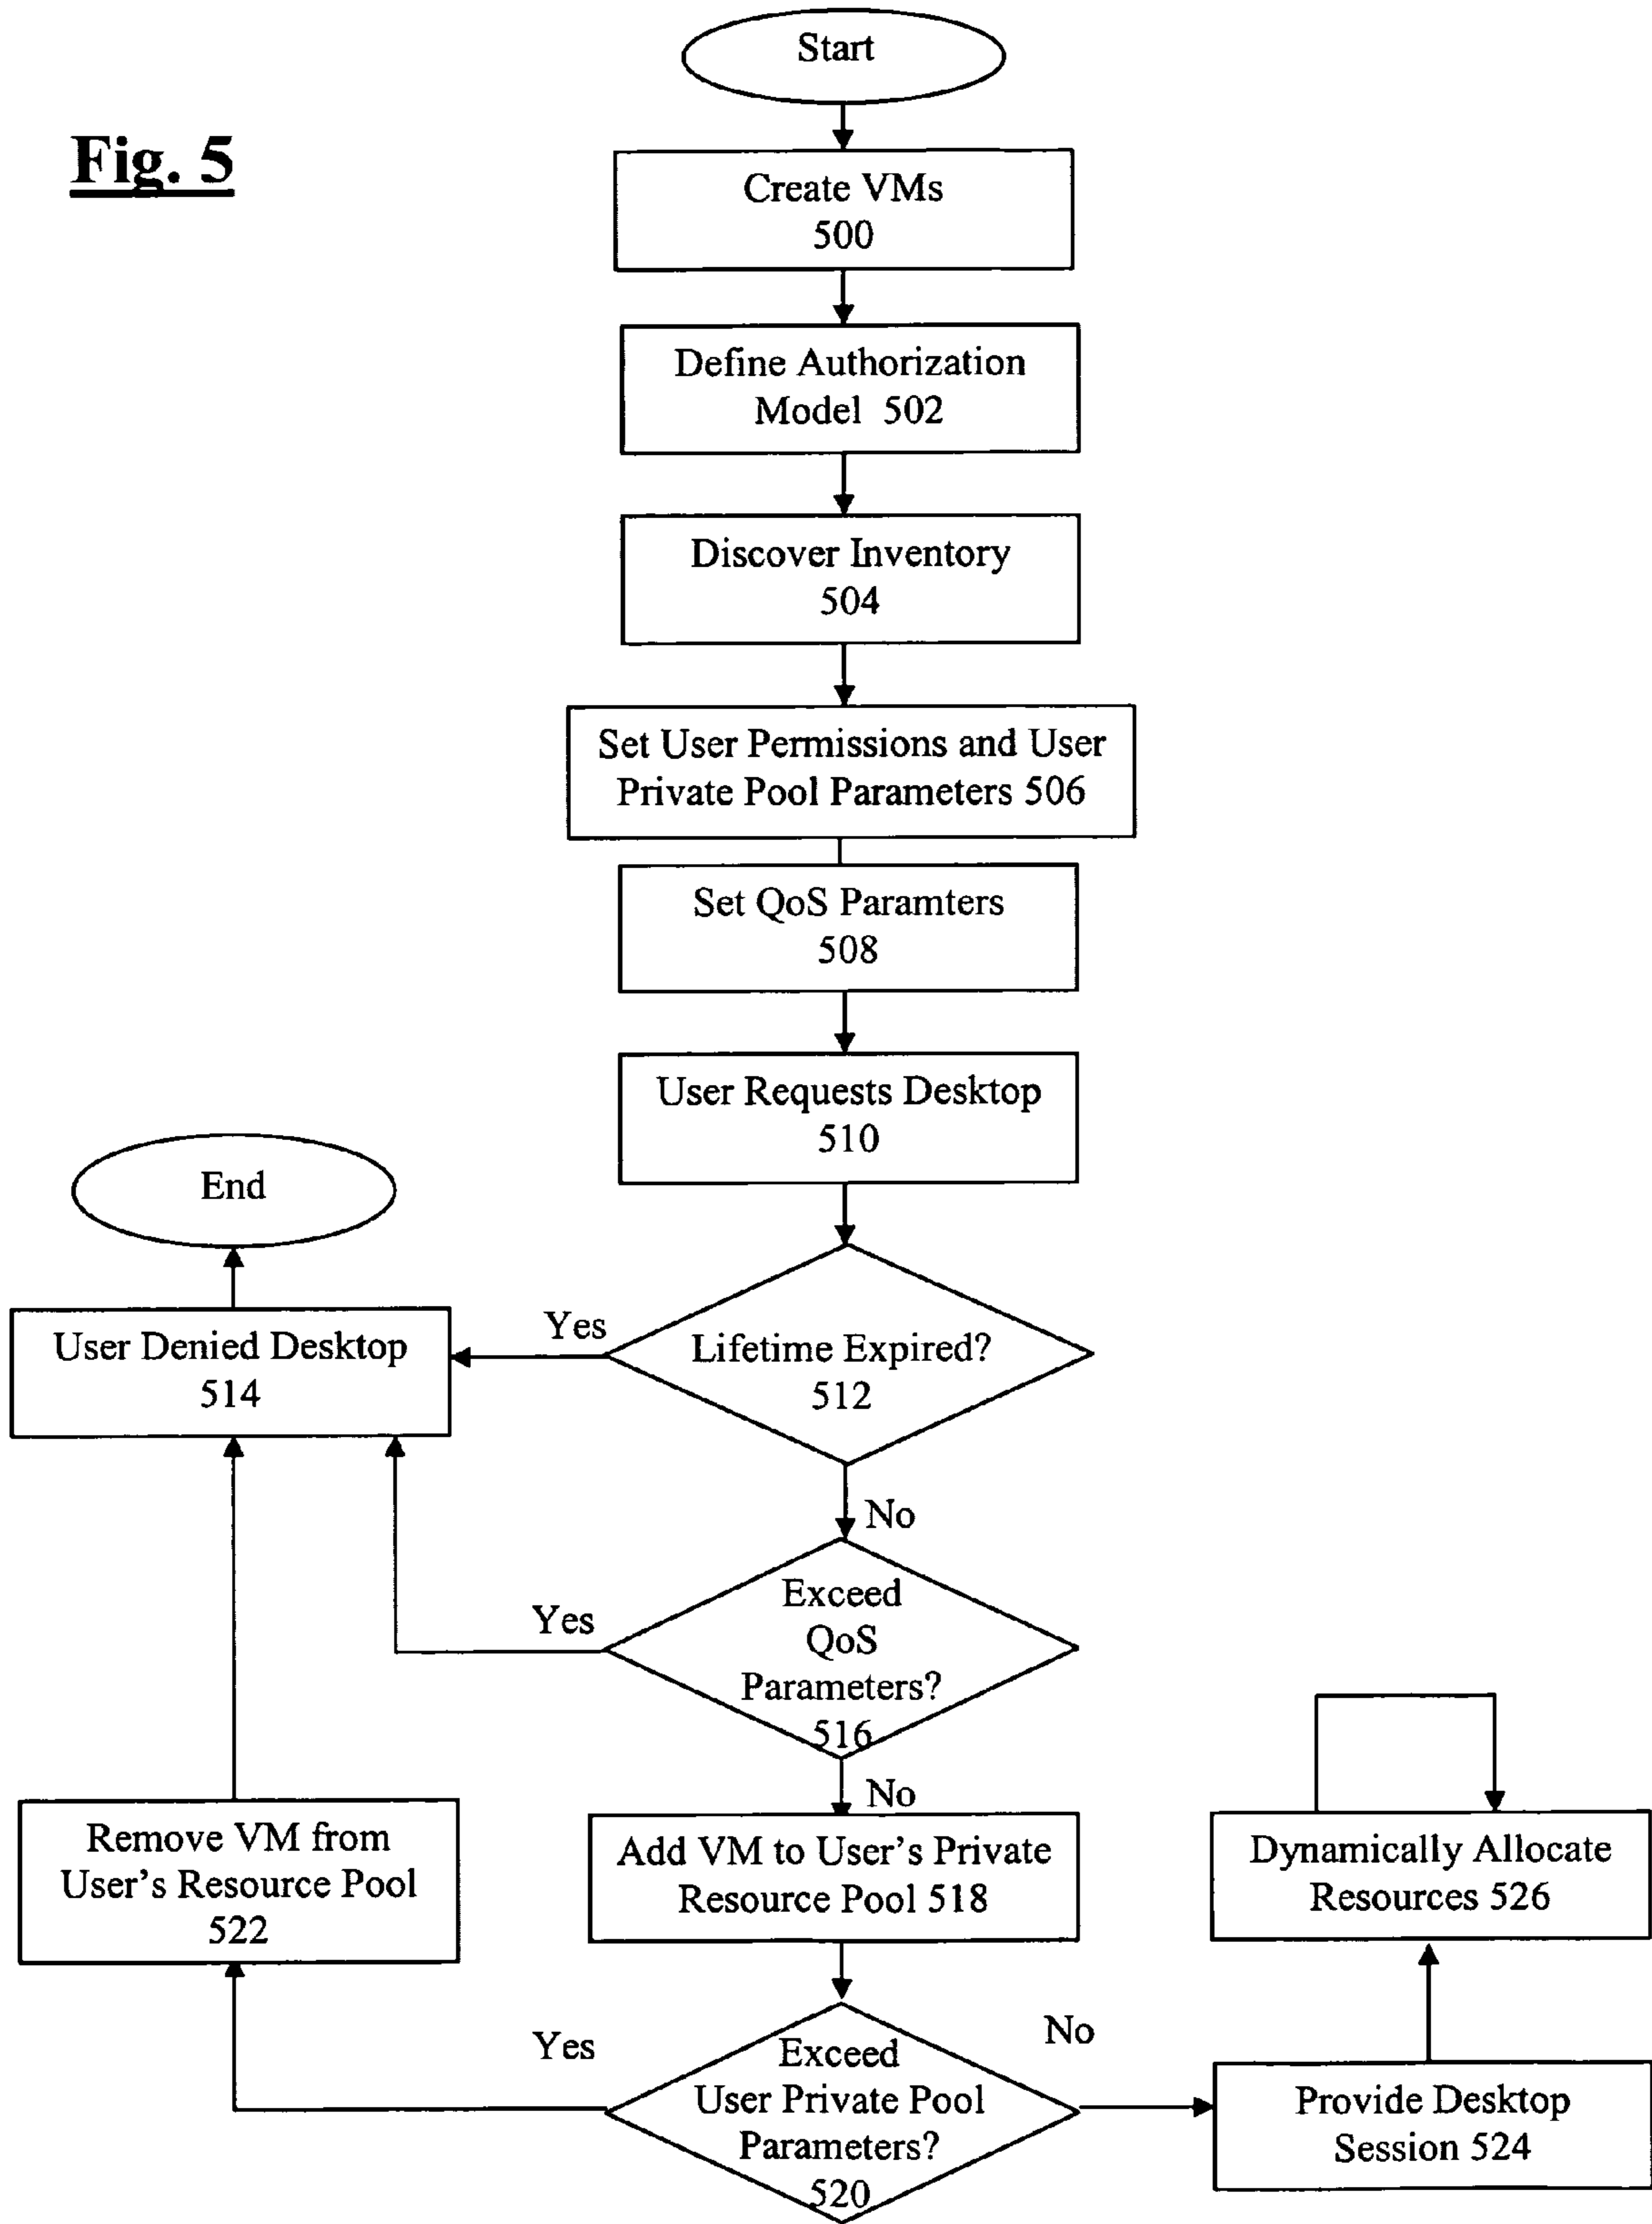 Start
Fig. 5
Create VMs
500
Define Authorization
Model 502
Discover Inventory
504
Set User Permissions and User
Private Pool Parameters 506
Set QoS Paramters
508
User Requests Desktop
510
End
Yes
User Denied Desktop
514
Lifetime Expired?
512
No
Yes
Exceed
QoS
Parameters?
516
No
Remove VM from
User's Resource Pool
522
Add VM to User's Private
Resource Pool 518
Dynamically Allocate
Resources 526
Yes
No
Exceed
User Private Pool
Parameters?
520
Provide Desktop
Session 524